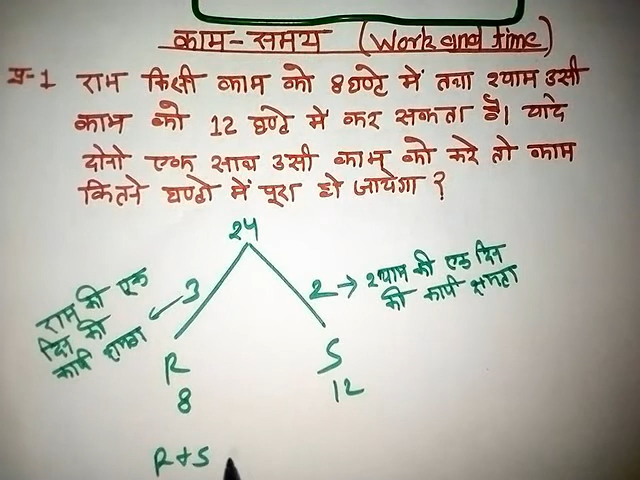 काम-समय (Work and time)
प्र-1 राम किसी काम को 8 घण्टे में तथा श्याम उसी
काम को 12 घण्टे में कर सकता है। यदि
दोनो एक साथ उसी काम को करे तो काम
कितने घण्टो में पूरा हो जायेगा ?
24
3
2 → श्याम की एक दिन
की कार्य क्षमता
राम की एक
दिन की
कार्य क्षमता
R
S
8
12
R+S